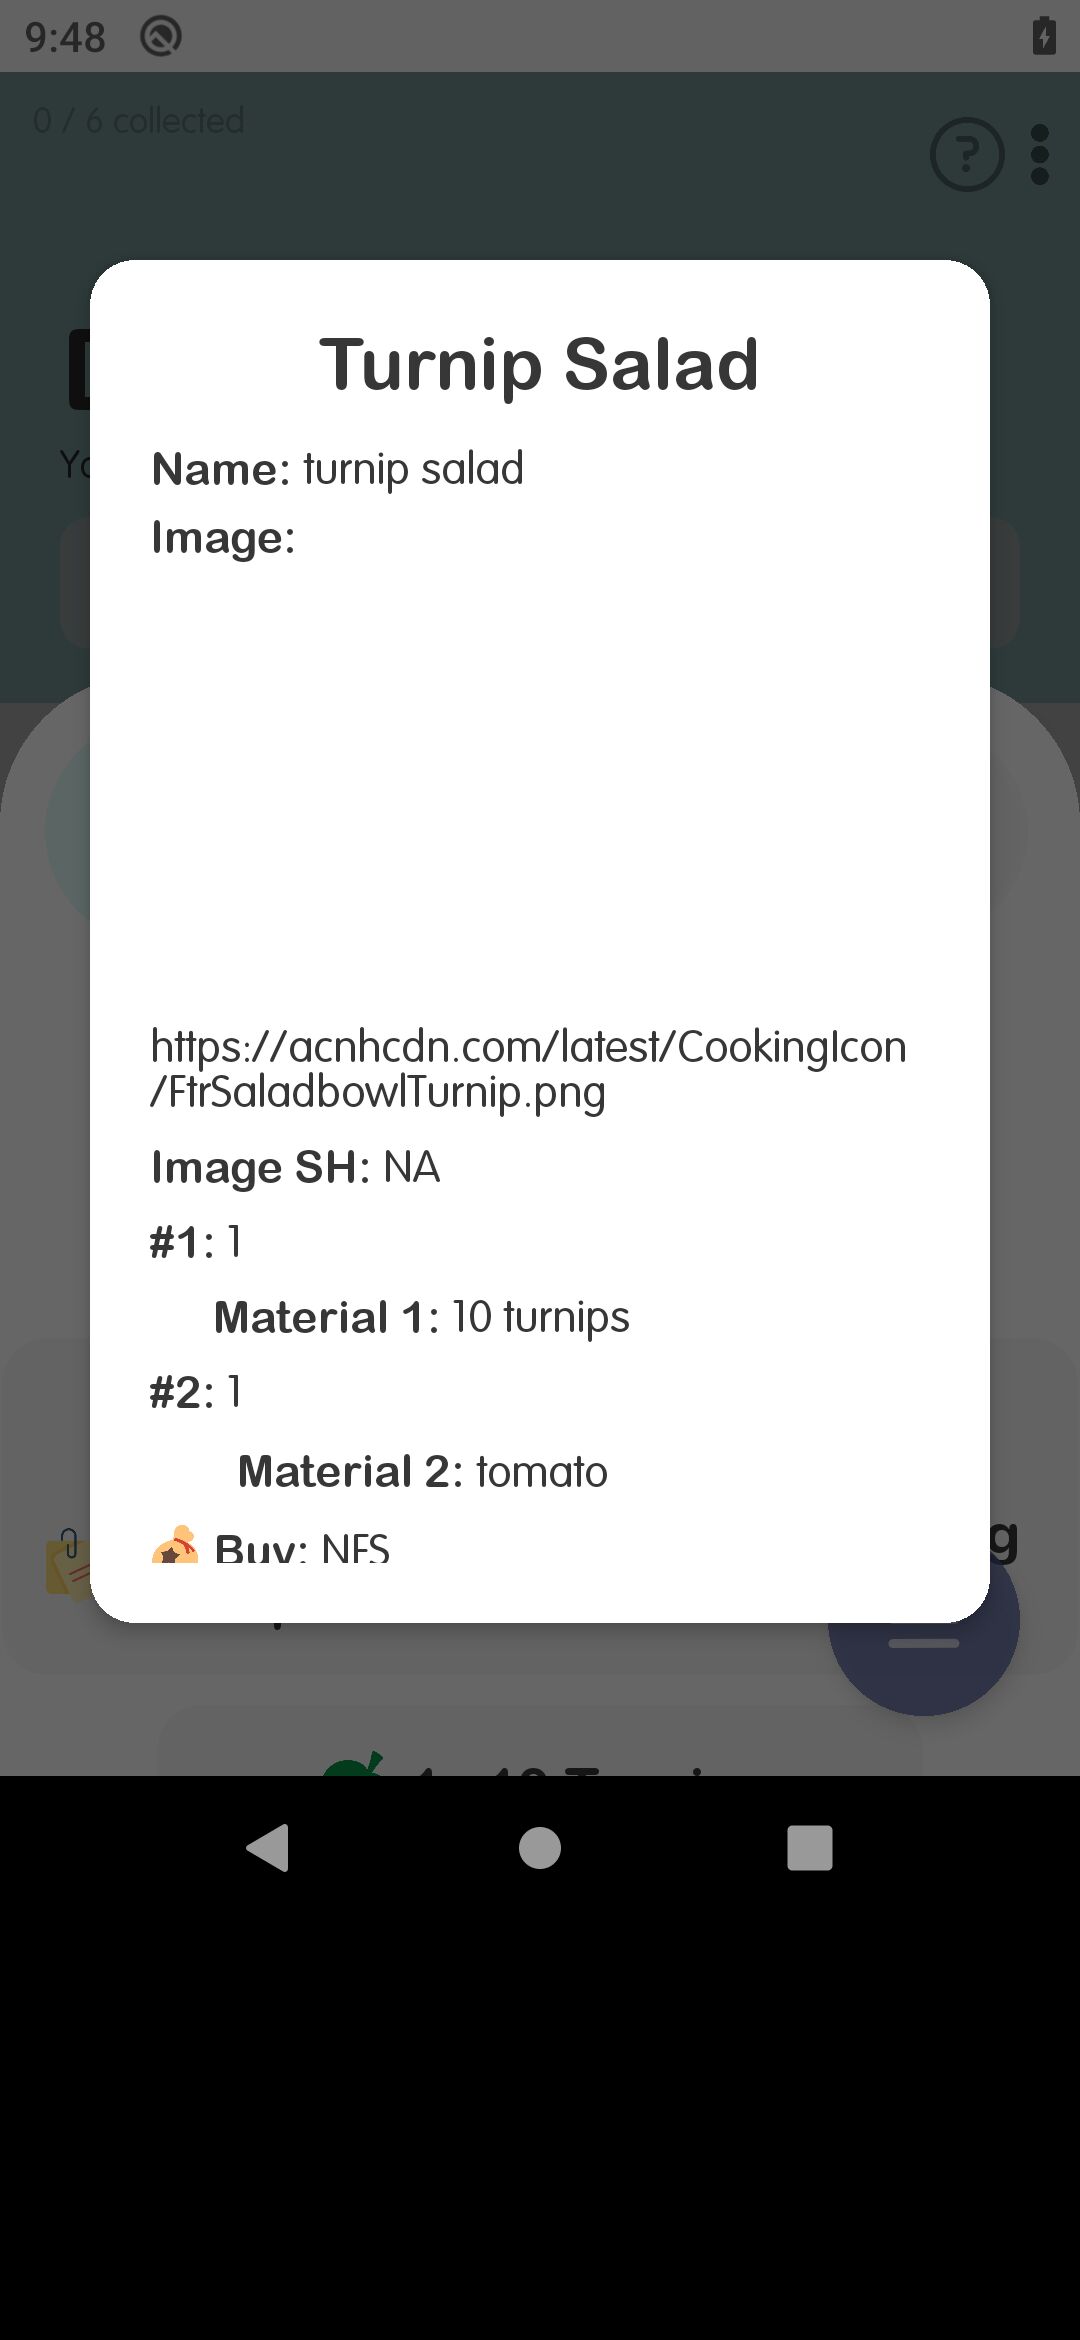 9:48
0 / 6 collected
Turnip Salad
Name: turnip salad
Image:
https://acnhcdn.com/latest/CookingIcon
/FtrSaladbowlTurnip.png
Image SH: NA
#1: 1
Material 1: 10 turnips
#2: 1
Material 2: tomato
Buy: NFS